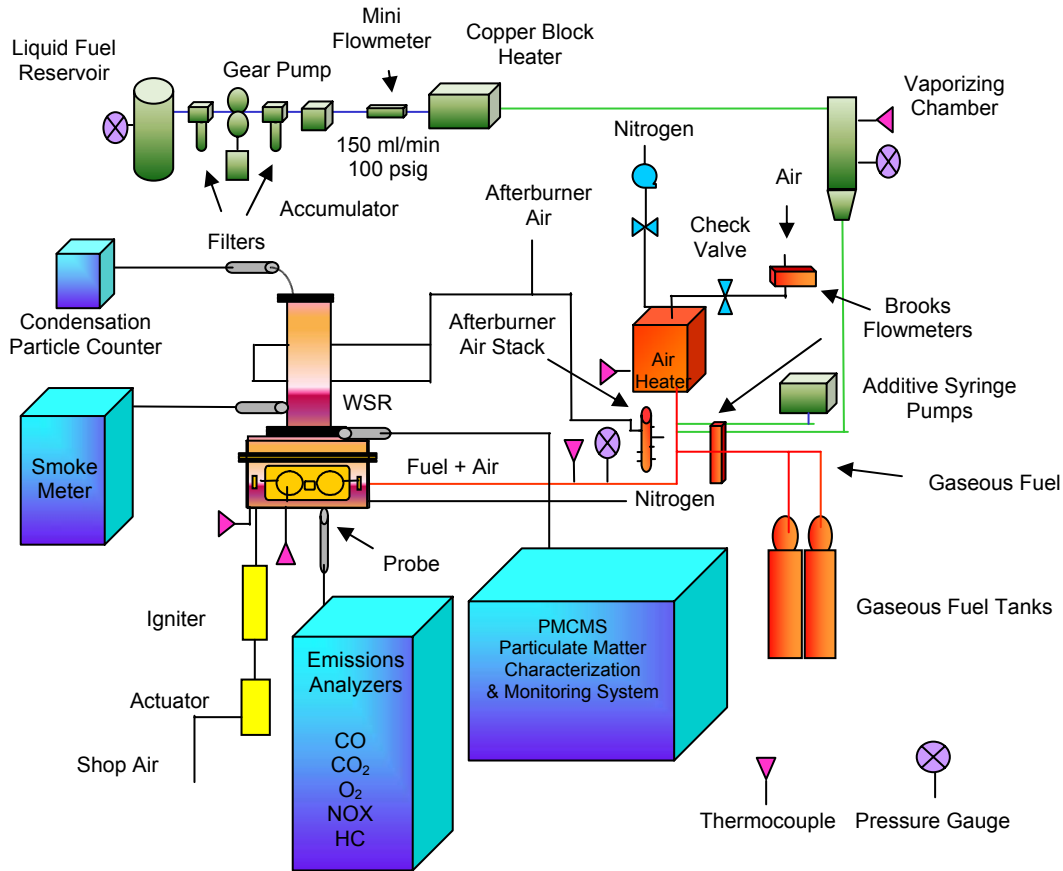 Mini
Flowmeter
Copper Block
Heater
Liquid Fuel
Reservoir
Gear Pump
Vaporizing
Chamber
150 ml/min
100 psig
Nitrogen
Accumulator
Afterburner
Air
Air
Check
Valve
Filters
Condensation
Particle Counter
Afterburner
Air Stack
Brooks
Flowmeters
Air
Heater
Additive Syringe
Pumps
WSR
Smoke
Meter
Fuel + Air
Nitrogen
Gaseous Fuel
Probe
Igniter
Gaseous Fuel Tanks
PMCMS
Particulate Matter
Characterization
& Monitoring System
Emissions
Analyzers
CO
CO₂
O₂
NOX
HC
Actuator
Shop Air
Thermocouple
Pressure Gauge